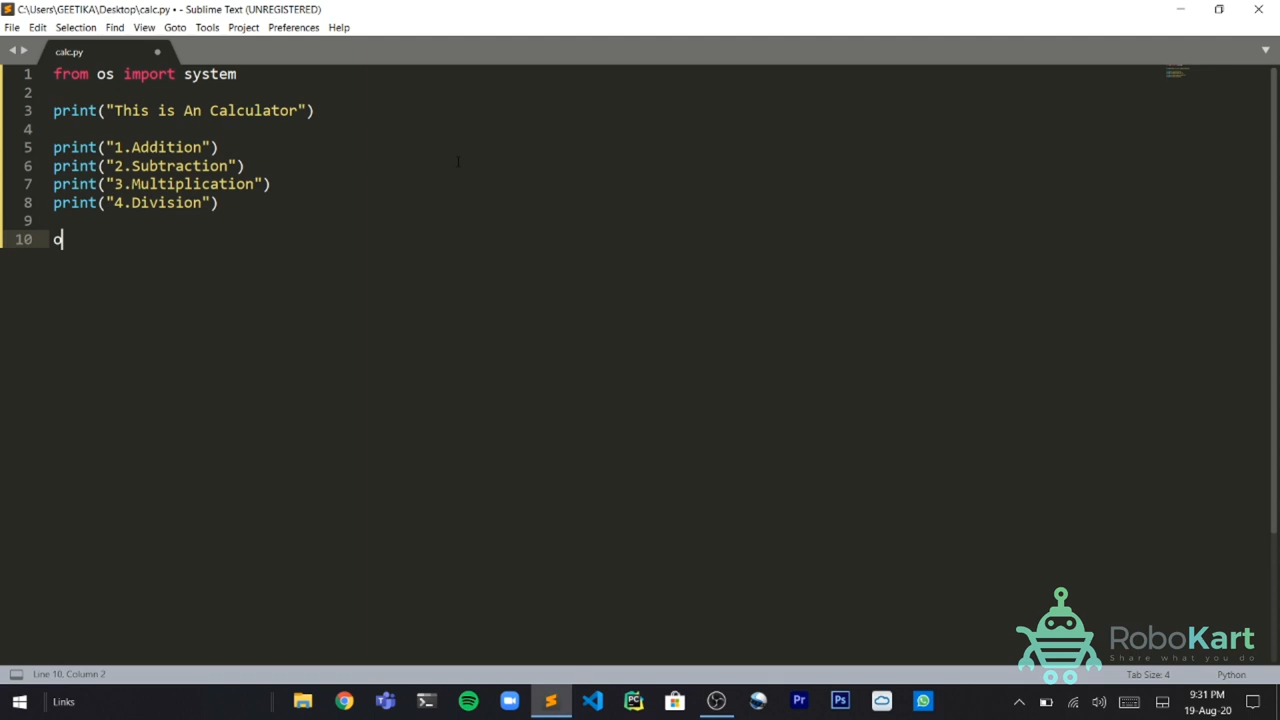 C:\Users\GEETIKA\Desktop\calc.py • - Sublime Text (UNREGISTERED)
File Edit Selection Find View Goto Tools Project Preferences Help
calc.py
1 from os import system
2
3 print("This is An Calculator")
4
5 print("1.Addition")
6 print("2.Subtraction")
7 print("3.Multiplication")
8 print("4.Division")
9
10 o
RoboKart
Share what you do
Line 10, Column 2 Tab Size: 4 Python
Links 9:31 PM
19-Aug-20